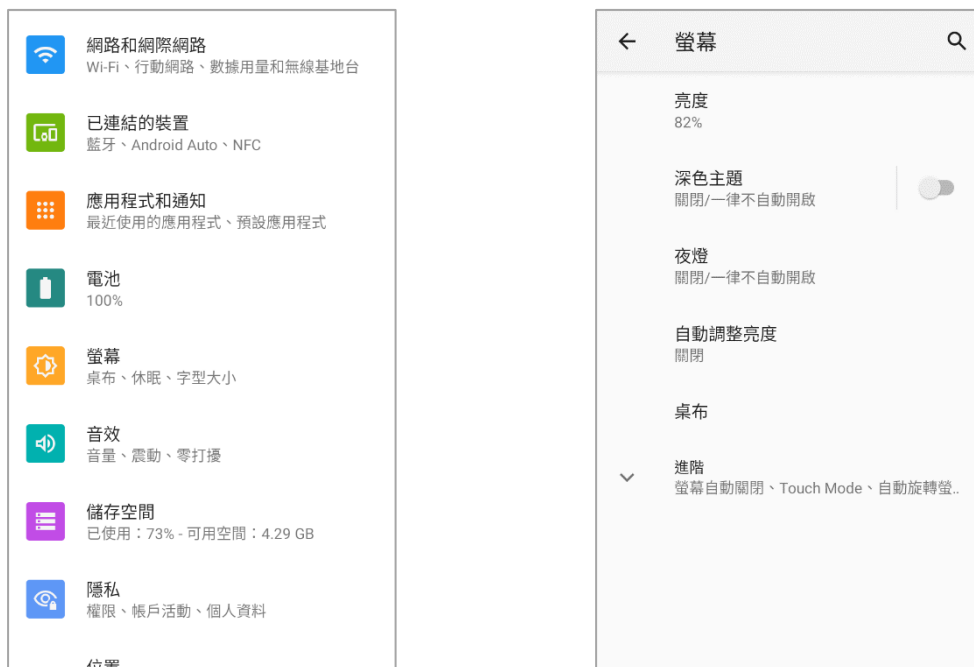 網路和網際網路
Wi-Fi、行動網路、數據用量和無線基地台
已連結的裝置
藍牙、Android Auto、NFC
應用程式和通知
最近使用的應用程式、預設應用程式
電池
100%
螢幕
桌布、休眠、字型大小
音效
音量、震動、零打擾
儲存空間
已使用：73% - 可用空間：4.29 GB
隱私
權限、帳戶活動、個人資料
位置
螢幕
亮度
82%
深色主題
關閉/一律不自動開啟
夜燈
關閉/一律不自動開啟
自動調整亮度
關閉
桌布
進階
螢幕自動關閉、Touch Mode、自動旋轉螢..